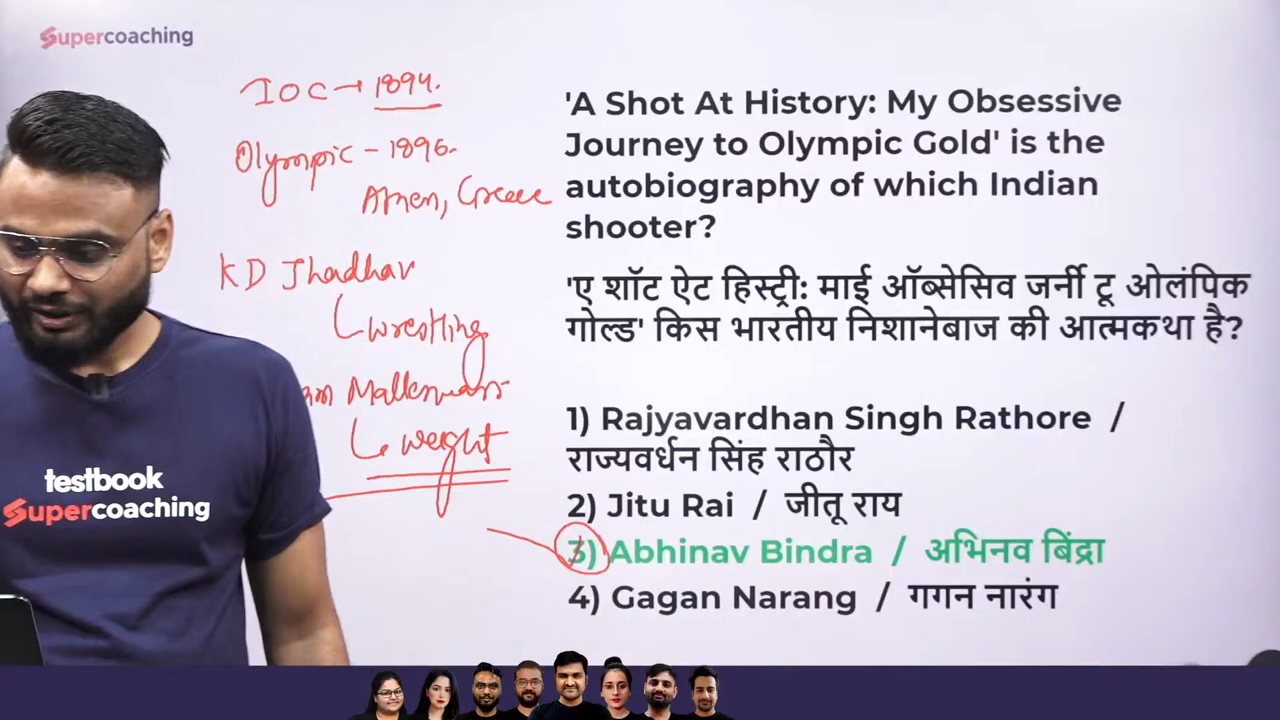 Supercoaching
IOC → 1894.
Olympic - 1896.
Athen, Greece
KD Jhadhav
wrestling
Malleswari
weight
'A Shot At History: My Obsessive
Journey to Olympic Gold' is the
autobiography of which Indian
shooter?
'ए शॉट ऐट हिस्ट्री: माई ऑब्सेसिव जर्नी टू ओलंपिक
गोल्ड' किस भारतीय निशानेबाज की आत्मकथा है?
1) Rajyavardhan Singh Rathore /
राज्यवर्धन सिंह राठौर
2) Jitu Rai / जीतू राय
3) Abhinav Bindra / अभिनव बिंद्रा
4) Gagan Narang / गगन नारंग
testbook
Supercoaching